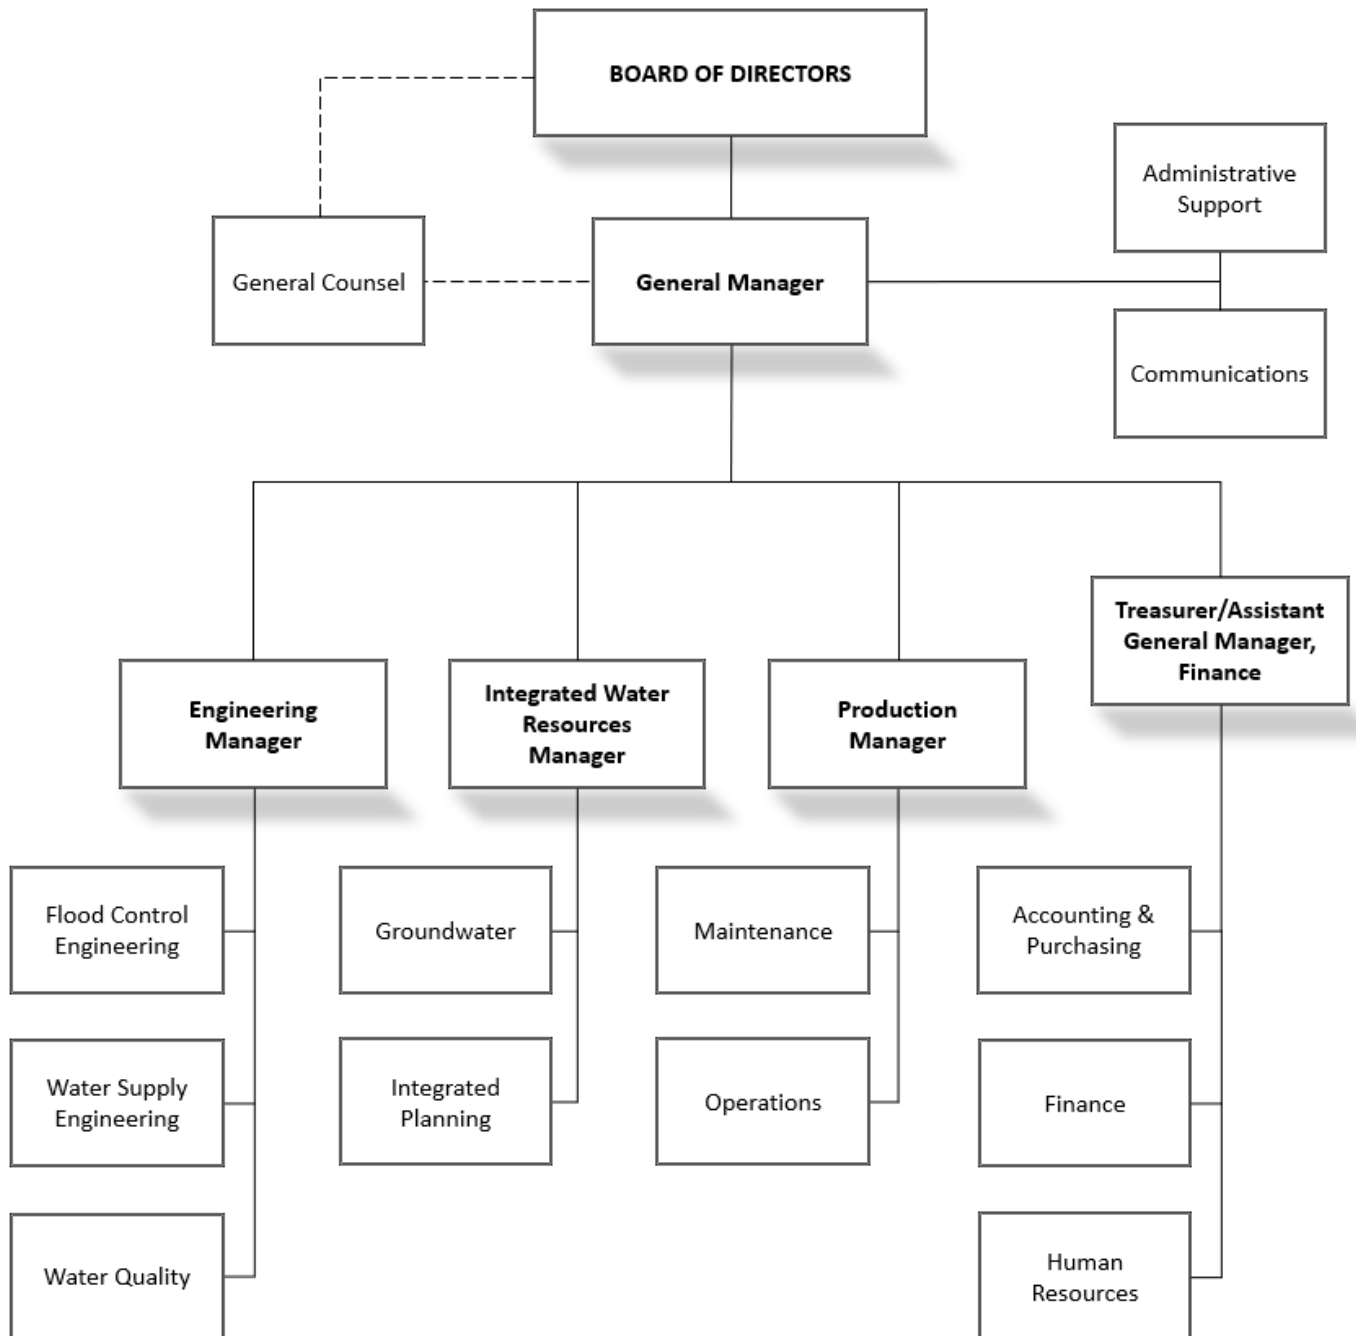 BOARD OF DIRECTORS
Administrative
Support
General Counsel
General Manager
Communications
Treasurer/Assistant
General Manager,
Finance
Engineering
Manager
Integrated Water
Resources
Manager
Production
Manager
Flood Control
Engineering
Groundwater
Maintenance
Accounting &
Purchasing
Water Supply
Engineering
Integrated
Planning
Operations
Finance
Water Quality
Human
Resources